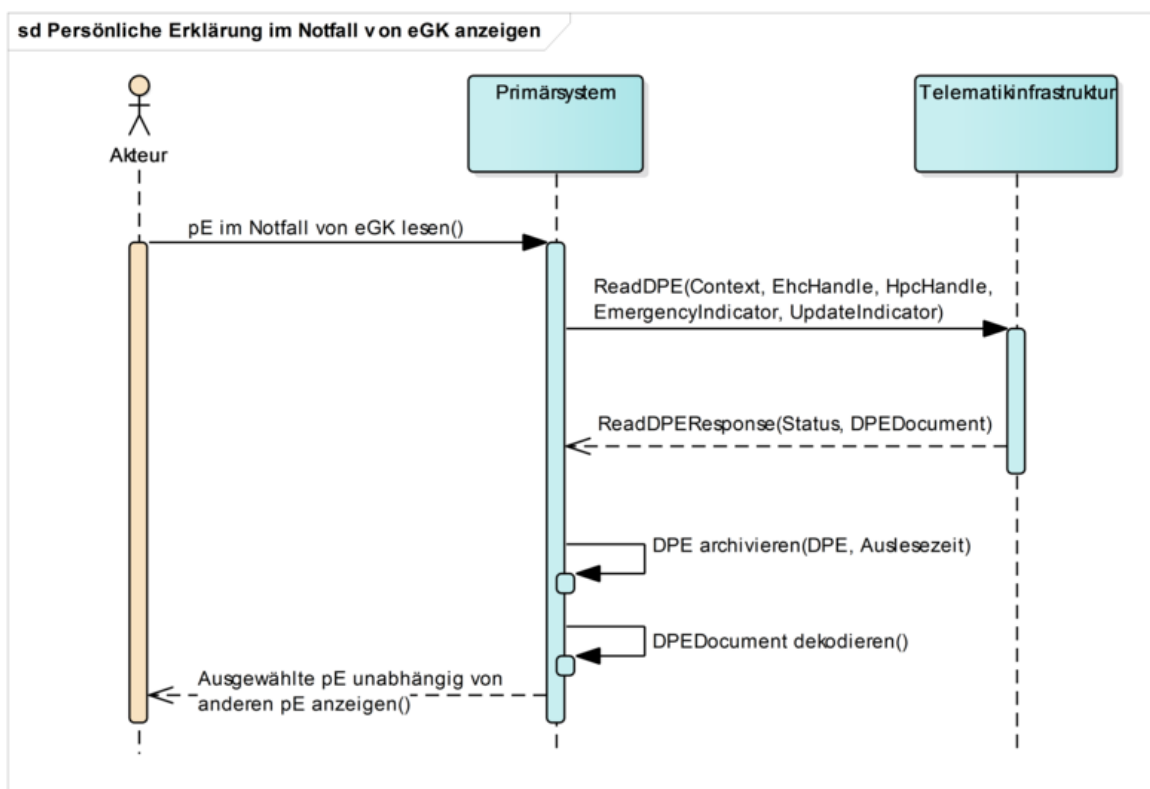 sd Persönliche Erklärung im Notfall von eGK anzeigen
Akteur
Primärsystem
Telematikinfrastruktur
pE im Notfall von eGK lesen()
ReadDPE(Context, EhcHandle, HpcHandle,
EmergencyIndicator, UpdateIndicator)
ReadDPEResponse(Status, DPEDocument)
DPE archivieren(DPE, Auslesezeit)
DPEDocument dekodieren()
Ausgewählte pE unabhängig von
anderen pE anzeigen()